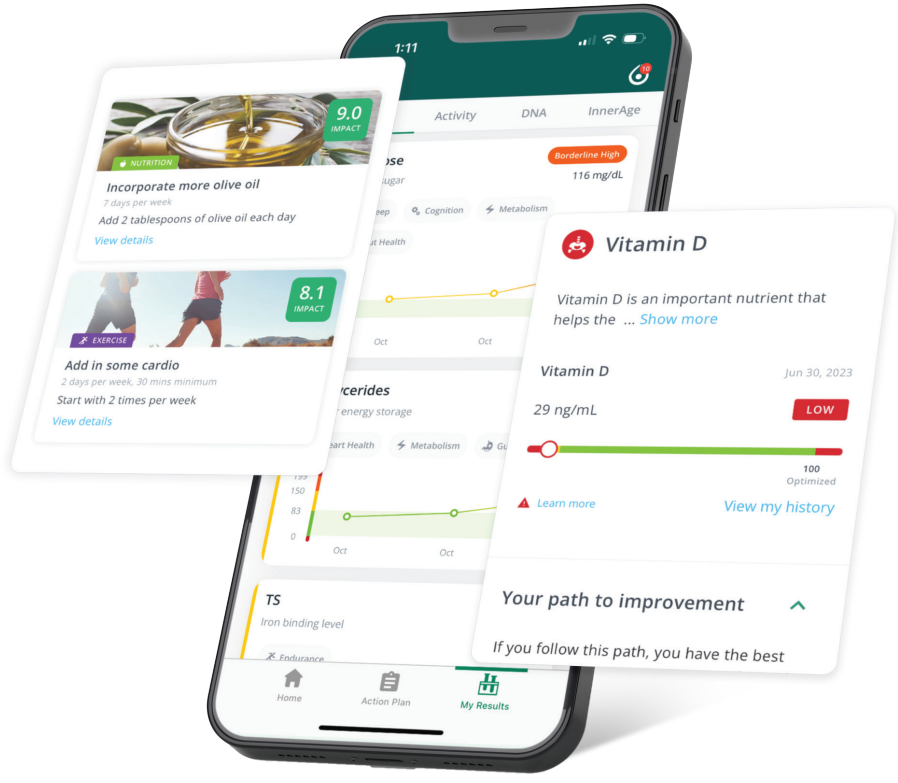 9.0
IMPACT
NUTRITION
Incorporate more olive oil
7 days per week
Add 2 tablespoons of olive oil each day
View details
8.1
IMPACT
EXERCISE
Add in some cardio
2 days per week, 30 mins minimum
Start with 2 times per week
View details
1:11
10
Activity DNA InnerAge
ose
Borderline High
sugar
116 mg/dL
eep Cognition Metabolism
ut Health
Oct Oct
ycerides
r energy storage
eart Health Metabolism Gu
199
150
83
0
Oct Oct
TS
Iron binding level
Endurance
Home Action Plan My Results
Vitamin D
Vitamin D is an important nutrient that
helps the ... Show more
Vitamin D Jun 30, 2023
29 ng/mL LOW
100
Optimized
Learn more View my history
Your path to improvement
If you follow this path, you have the best